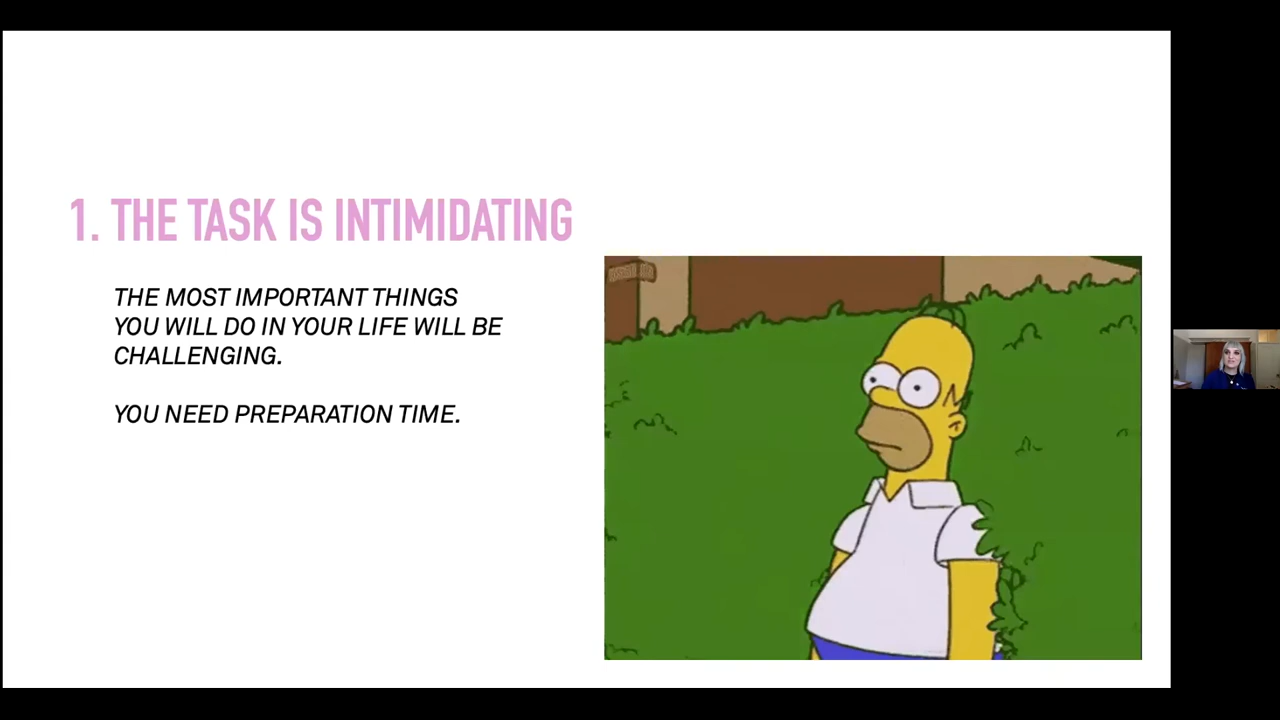 1. THE TASK IS INTIMIDATING
THE MOST IMPORTANT THINGS
YOU WILL DO IN YOUR LIFE WILL BE
CHALLENGING.
YOU NEED PREPARATION TIME.